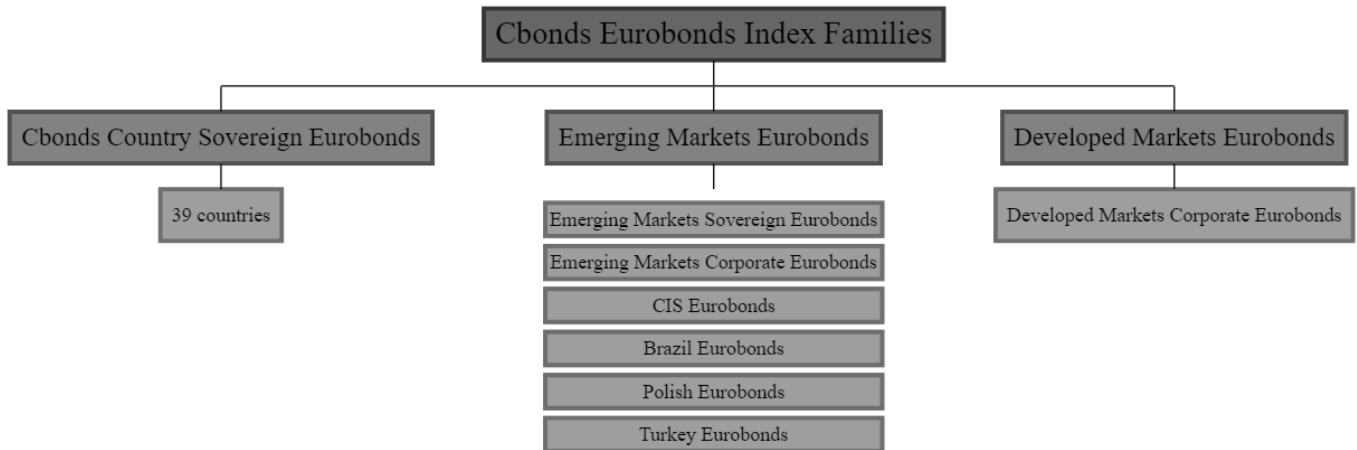 Cbonds Eurobonds Index Families
Cbonds Country Sovereign Eurobonds
39 countries
Emerging Markets Eurobonds
Emerging Markets Sovereign Eurobonds
Emerging Markets Corporate Eurobonds
CIS Eurobonds
Brazil Eurobonds
Polish Eurobonds
Turkey Eurobonds
Developed Markets Eurobonds
Developed Markets Corporate Eurobonds